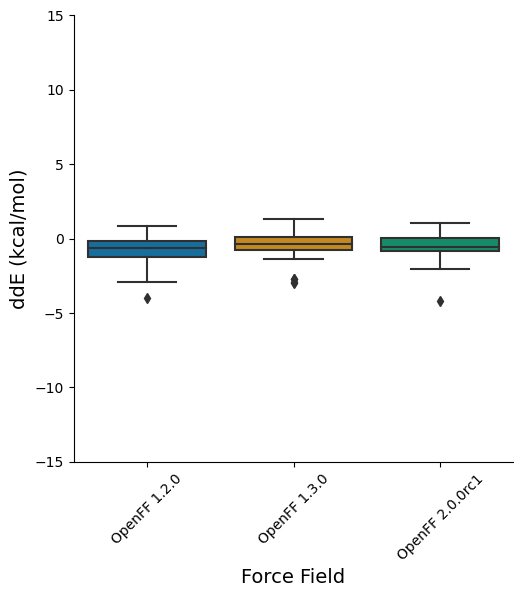 15
10
5
0
−5
−10
−15
ddE (kcal/mol)
OpenFF 1.2.0
OpenFF 1.3.0
OpenFF 2.0.0rc1
Force Field